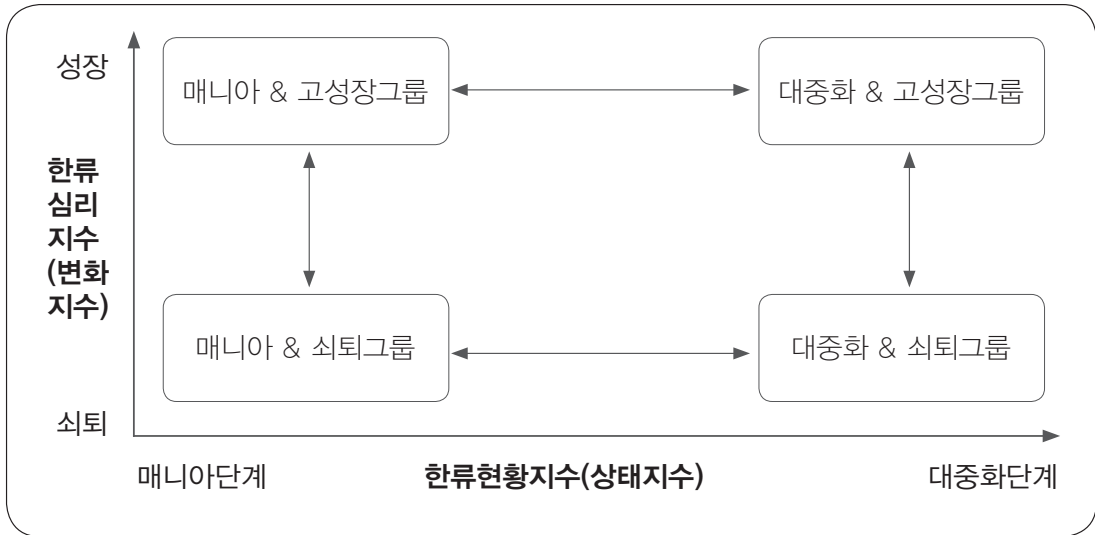 성장
매니아 & 고성장그룹
대중화 & 고성장그룹
한류
심리
지수
(변화
지수)
매니아 & 쇠퇴그룹
대중화 & 쇠퇴그룹
쇠퇴
매니아단계
한류현황지수(상태지수)
대중화단계